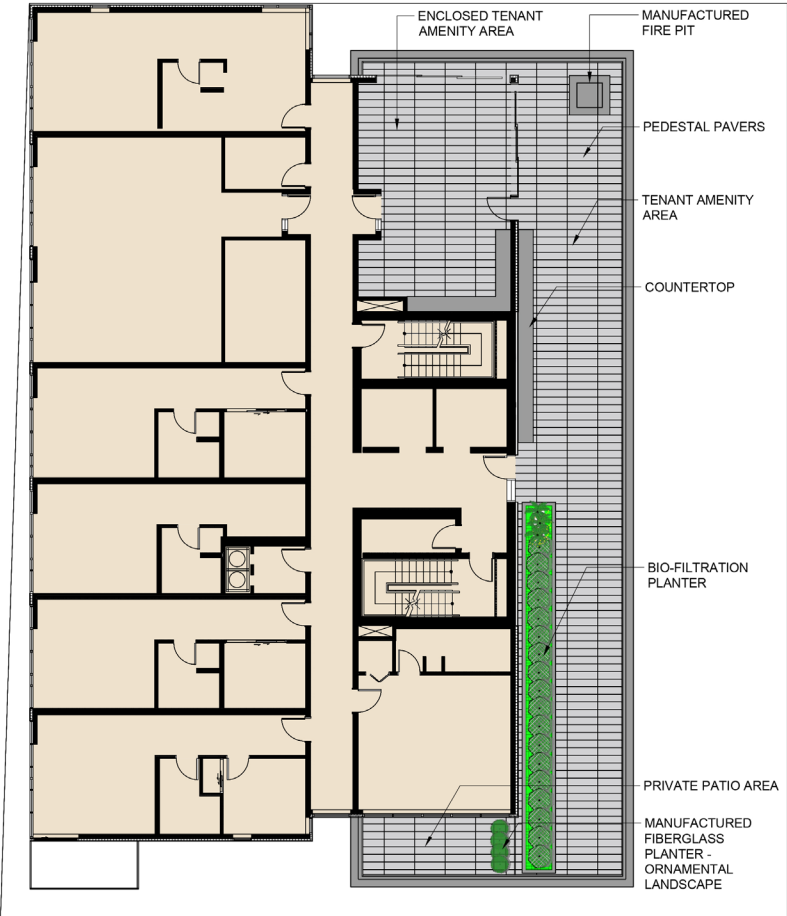 ENCLOSED TENANT
AMENITY AREA
MANUFACTURED
FIRE PIT
PEDESTAL PAVERS
TENANT AMENITY
AREA
COUNTERTOP
BIO-FILTRATION
PLANTER
PRIVATE PATIO AREA
MANUFACTURED
FIBERGLASS
PLANTER -
ORNAMENTAL
LANDSCAPE